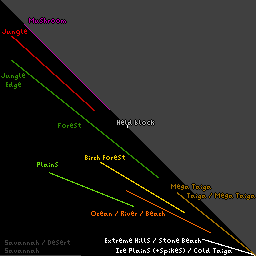 Mushroom
Jungle
Jungle
Edge
Held block
Forest
Birch Forest
Plains
Mega Taiga
Taiga / Mega Taiga
Ocean / River / Beach
Savannah / Desert
Savannah
Extreme Hills / Stone Beach
Ice Plains (+Spikes) / Cold Taiga